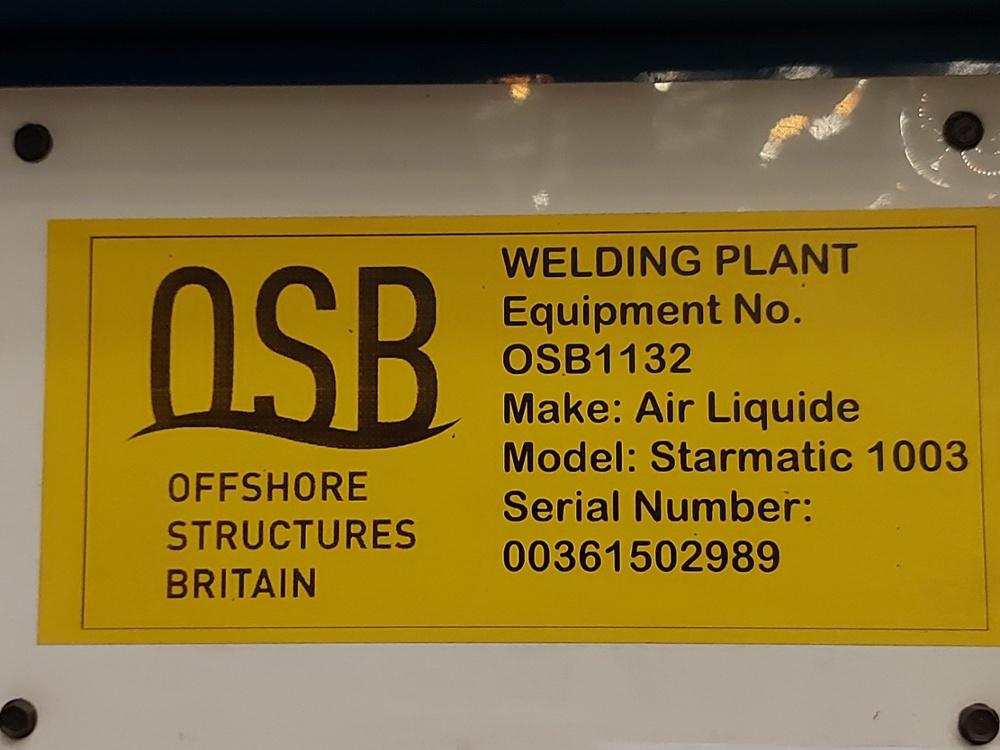 OSB
OFFSHORE
STRUCTURES
BRITAIN
WELDING PLANT
Equipment No.
OSB1132
Make: Air Liquide
Model: Starmatic 1003
Serial Number:
00361502989